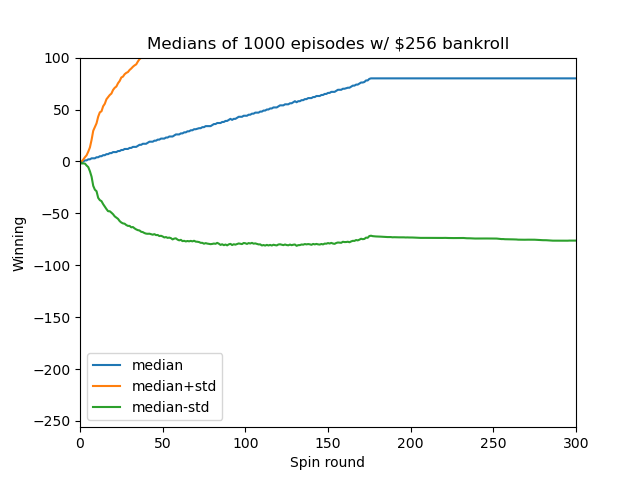 Medians of 1000 episodes w/ $256 bankroll
100
50
0
−50
−100
−150
−200
−250
Winning
median
median+std
median-std
0 50 100 150 200 250 300
Spin round